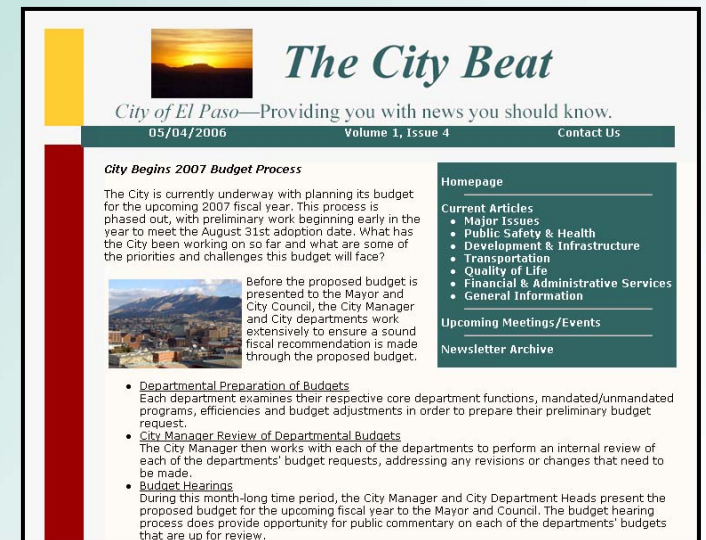 The City Beat
City of El Paso—Providing you with news you should know.
05/04/2006 Volume 1, Issue 4 Contact Us
City Begins 2007 Budget Process
The City is currently underway with planning its budget
for the upcoming 2007 fiscal year. This process is
phased out, with preliminary work beginning early in the
year to meet the August 31st adoption date. What has
the City been working on so far and what are some of
the priorities and challenges this budget will face?
Before the proposed budget is
presented to the Mayor and
City Council, the City Manager
and City departments work
extensively to ensure a sound
fiscal recommendation is made
through the proposed budget.
Homepage
Current Articles
• Major Issues
• Public Safety & Health
• Development & Infrastructure
• Transportation
• Quality of Life
• Financial & Administrative Services
• General Information
Upcoming Meetings/Events
Newsletter Archive
• Departmental Preparation of Budgets
Each department examines their respective core department functions, mandated/unmandated
programs, efficiencies and budget adjustments in order to prepare their preliminary budget
request.
• City Manager Review of Departmental Budgets
The City Manager then works with each of the departments to perform an internal review of
each of the departments' budget requests, addressing any revisions or changes that need to
be made.
• Budget Hearings
During this month-long time period, the City Manager and City Department Heads present the
proposed budget for the upcoming fiscal year to the Mayor and Council. The budget hearing
process does provide opportunity for public commentary on each of the departments' budgets
that are up for review.